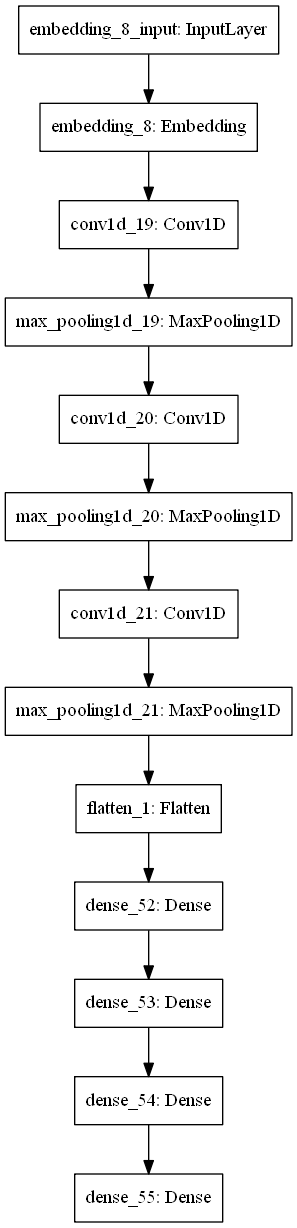 embedding_8_input: InputLayer
embedding_8: Embedding
conv1d_19: Conv1D
max_pooling1d_19: MaxPooling1D
conv1d_20: Conv1D
max_pooling1d_20: MaxPooling1D
conv1d_21: Conv1D
max_pooling1d_21: MaxPooling1D
flatten_1: Flatten
dense_52: Dense
dense_53: Dense
dense_54: Dense
dense_55: Dense